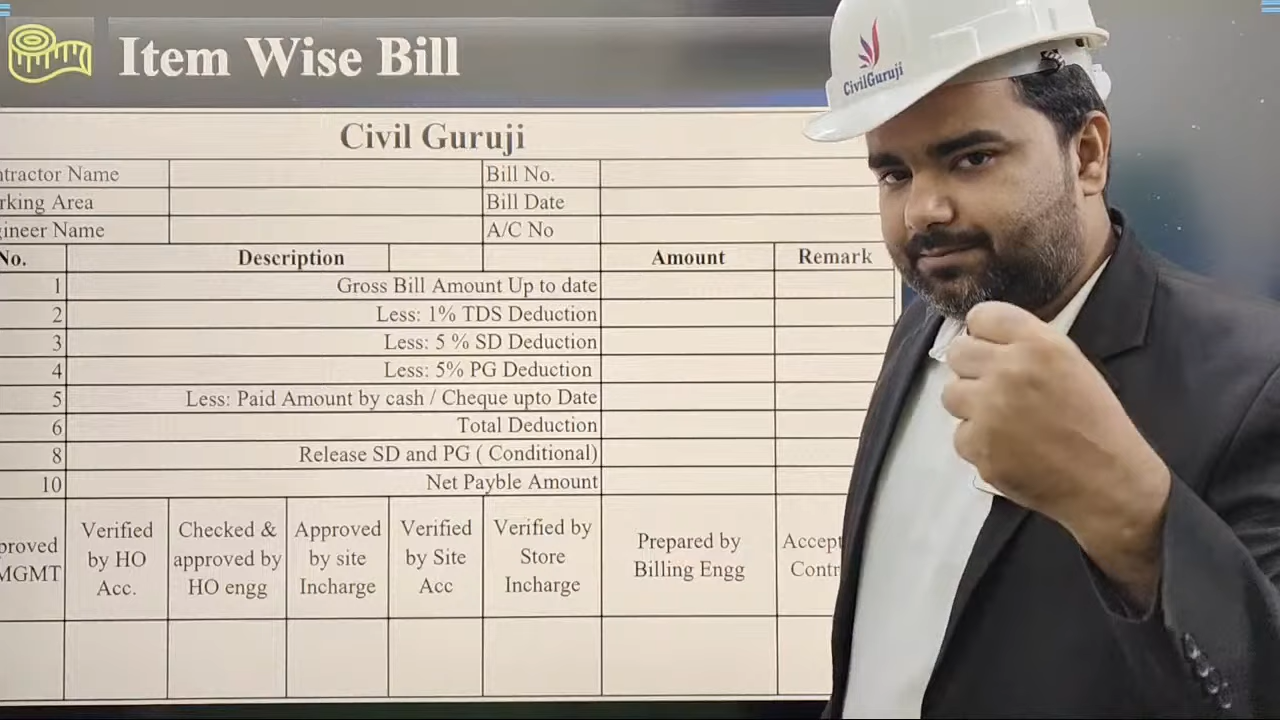 Item Wise Bill
CivilGuruji
Civil Guruji
ntractor Name Bill No.
rking Area Bill Date
gineer Name A/C No
No. Description Amount Remark
1 Gross Bill Amount Up to date
2 Less: 1% TDS Deduction
3 Less: 5 % SD Deduction
4 Less: 5% PG Deduction
5 Less: Paid Amount by cash / Cheque upto Date
6 Total Deduction
8 Release SD and PG ( Conditional)
10 Net Payble Amount
proved MGMT
Verified by HO Acc.
Checked & approved by HO engg
Approved by site Incharge
Verified by Site Acc
Verified by Store Incharge
Prepared by Billing Engg
Accept Contr